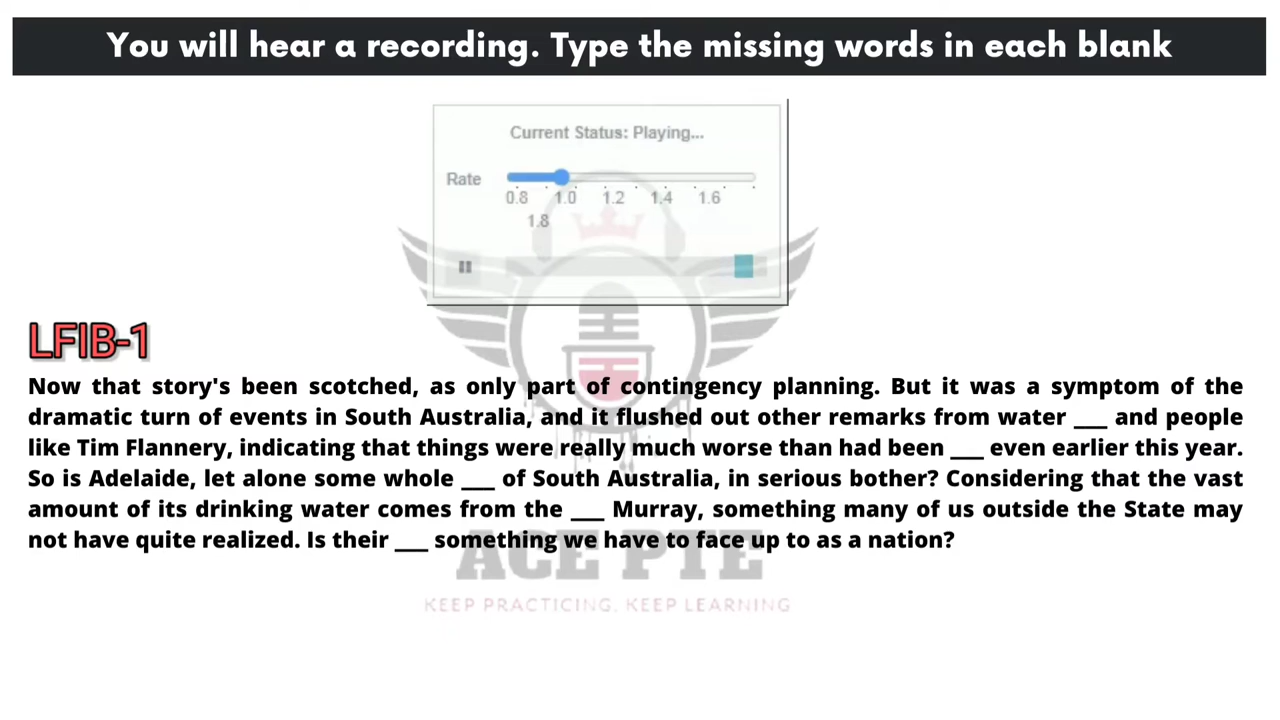 You will hear a recording. Type the missing words in each blank
Current Status: Playing...
Rate
0.8 1.0 1.2 1.4 1.6
1.8
LFIB-1
Now that story's been scotched, as only part of contingency planning. But it was a symptom of the
dramatic turn of events in South Australia, and it flushed out other remarks from water ___ and people
like Tim Flannery, indicating that things were really much worse than had been ___ even earlier this year.
So is Adelaide, let alone some whole ___ of South Australia, in serious bother? Considering that the vast
amount of its drinking water comes from the ___ Murray, something many of us outside the State may
not have quite realized. Is their ___ something we have to face up to as a nation?
ACE PTE
KEEP PRACTICING, KEEP LEARNING